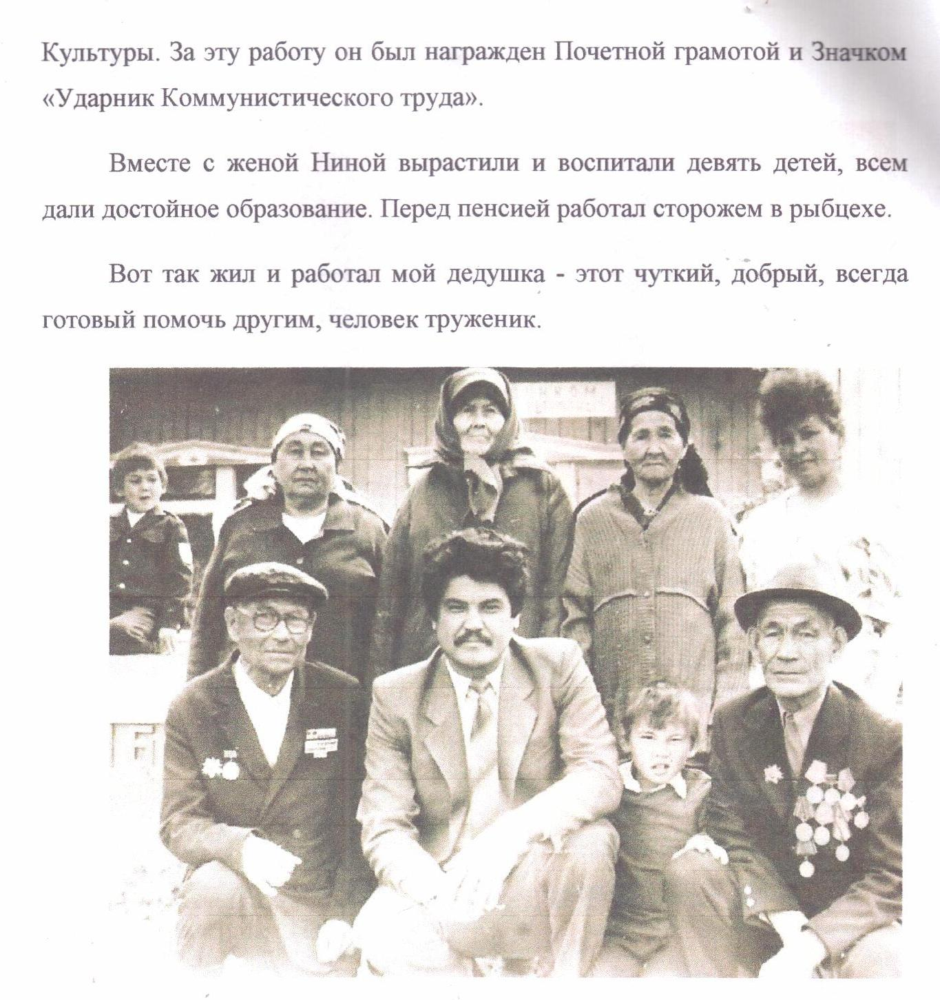 Культуры. За эту работу он был награжден Почетной грамотой и Значком
«Ударник Коммунистического труда».
Вместе с женой Ниной вырастили и воспитали девять детей, всем
дали достойное образование. Перед пенсией работал сторожем в рыбцехе.
Вот так жил и работал мой дедушка - этот чуткий, добрый, всегда
готовый помочь другим, человек труженик.